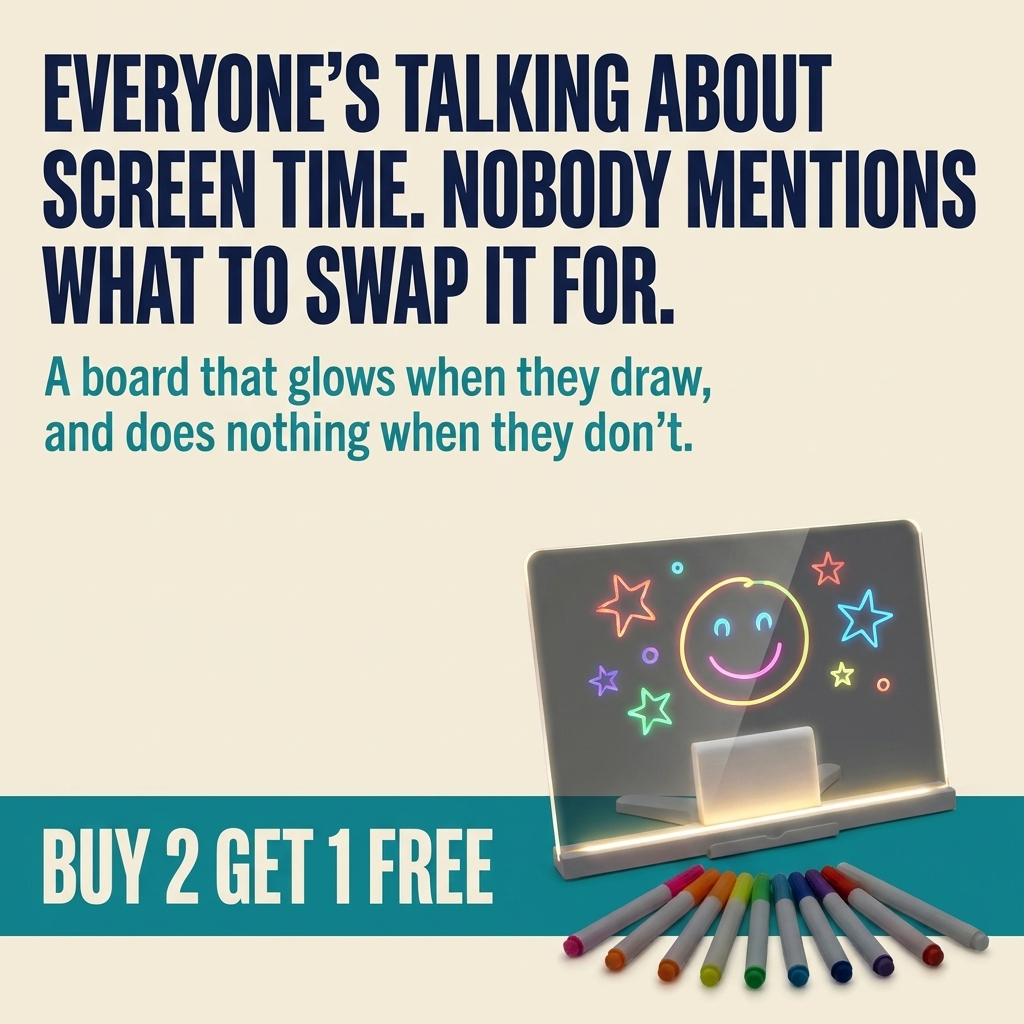 EVERYONE’S TALKING ABOUT
SCREEN TIME. NOBODY MENTIONS
WHAT TO SWAP IT FOR.
A board that glows when they draw,
and does nothing when they don’t.
BUY 2 GET 1 FREE